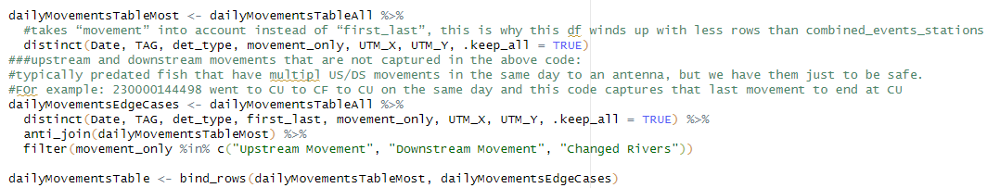 dailyMovementsTableMost <- dailyMovementsTableAll %>%
  #takes “movement” into account instead of “first_last”, this is why this df winds up with less rows than combined_events_stations
  distinct(Date, TAG, det_type, movement_only, UTM_X, UTM_Y, .keep_all = TRUE)
###upstream and downstream movements that are not captured in the above code:
#typically predated fish that have multipl US/DS movements in the same day to an antenna, but we have them just to be safe.
#FOr example: 230000144498 went to CU to CF to CU on the same day and this code captures that last movement to end at CU
dailyMovementsEdgeCases <- dailyMovementsTableAll %>%
  distinct(Date, TAG, det_type, first_last, movement_only, UTM_X, UTM_Y, .keep_all = TRUE) %>%
  anti_join(dailyMovementsTableMost) %>%
  filter(movement_only %in% c("Upstream Movement", "Downstream Movement", "Changed Rivers"))

dailyMovementsTable <- bind_rows(dailyMovementsTableMost, dailyMovementsEdgeCases)